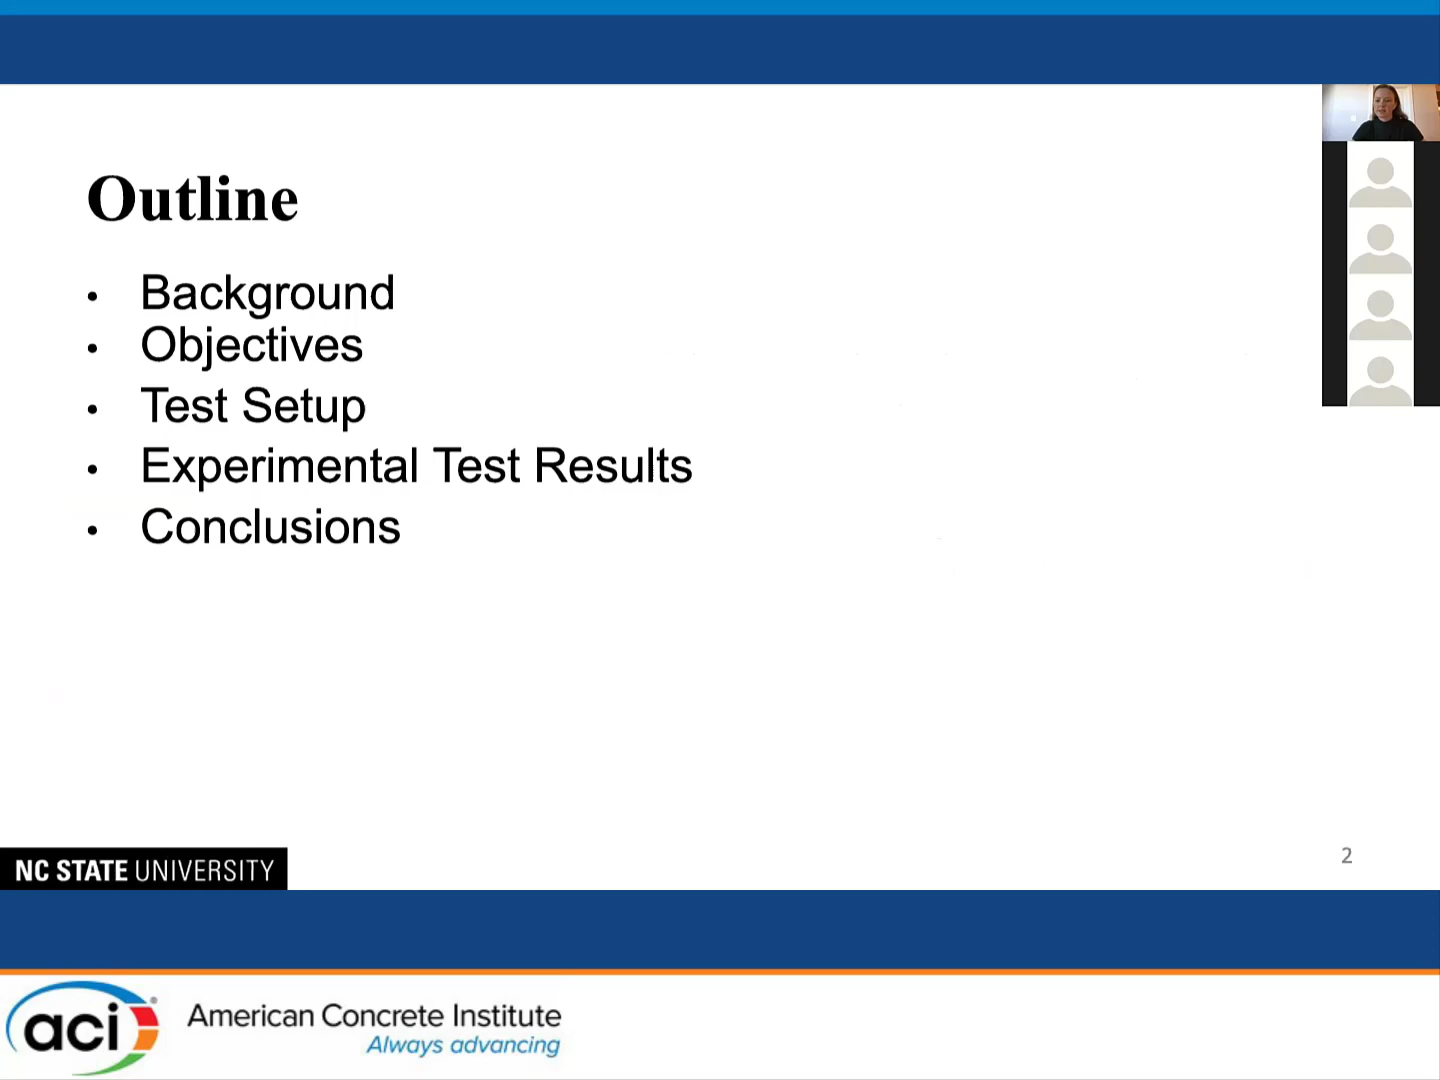 Outline
• Background
• Objectives
• Test Setup
• Experimental Test Results
• Conclusions
NC STATE UNIVERSITY
2
aci®
American Concrete Institute
Always advancing